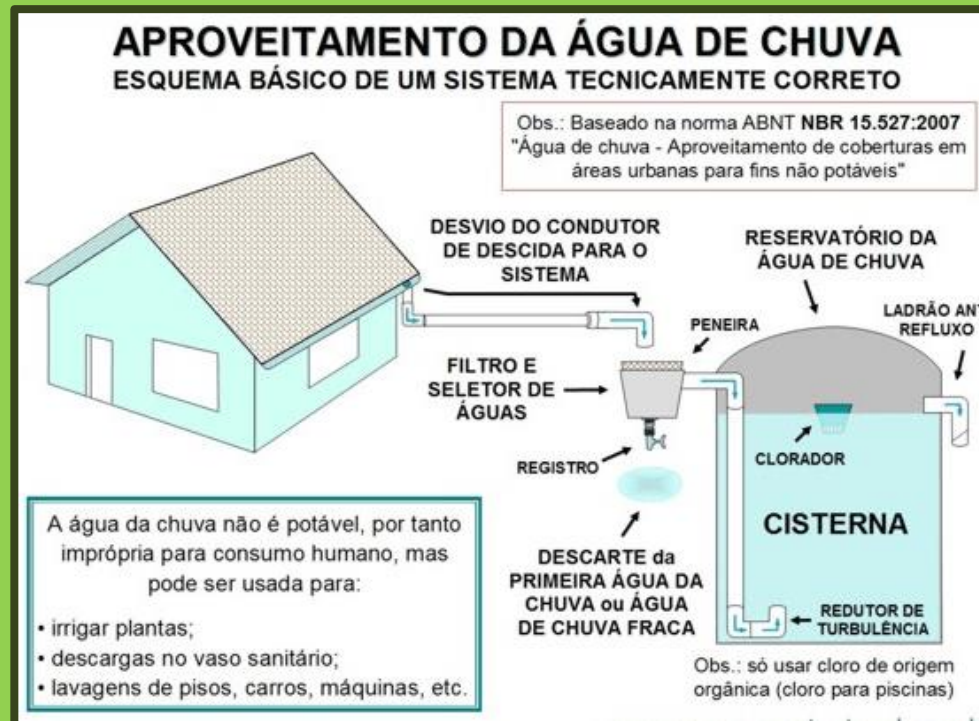 APROVEITAMENTO DA ÁGUA DE CHUVA
ESQUEMA BÁSICO DE UM SISTEMA TECNICAMENTE CORRETO
Obs.: Baseado na norma ABNT NBR 15.527:2007
"Água de chuva - Aproveitamento de coberturas em
áreas urbanas para fins não potáveis"
DESVIO DO CONDUTOR
DE DESCIDA PARA O
SISTEMA
RESERVATÓRIO DA
ÁGUA DE CHUVA
LADRÃO ANT
REFLUXO
PENEIRA
FILTRO E
SELETOR DE
ÁGUAS
REGISTRO
CLORADOR
CISTERNA
DESCARTE da
PRIMEIRA ÁGUA DA
CHUVA ou ÁGUA
DE CHUVA FRACA
REDUTOR DE
TURBULÊNCIA
Obs.: só usar cloro de origem
orgânica (cloro para piscinas)
A água da chuva não é potável, por tanto
imprópria para consumo humano, mas
pode ser usada para:
• irrigar plantas;
• descargas no vaso sanitário;
• lavagens de pisos, carros, máquinas, etc.